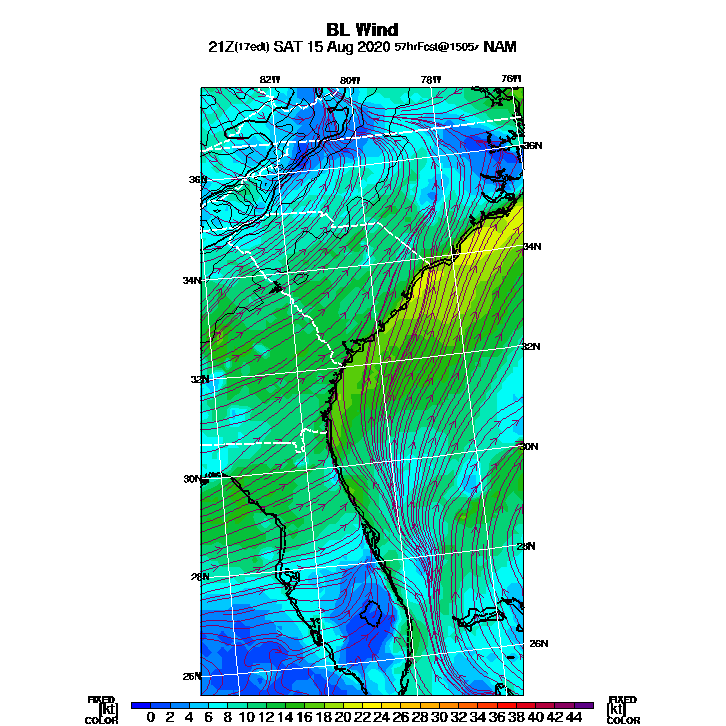 BL Wind
21Z(17edt) SAT 15 Aug 2020 57hrFcst@1505z NAM
82W 80W 78W 76W
36N 36N
34N 34N
32N 32N
30N 30N
28N 28N
26N 26N
FIXED FIXED
[kt] 0 2 4 6 8 10 12 14 16 18 20 22 24 26 28 30 32 34 36 38 40 42 44 [kt]
COLOR COLOR